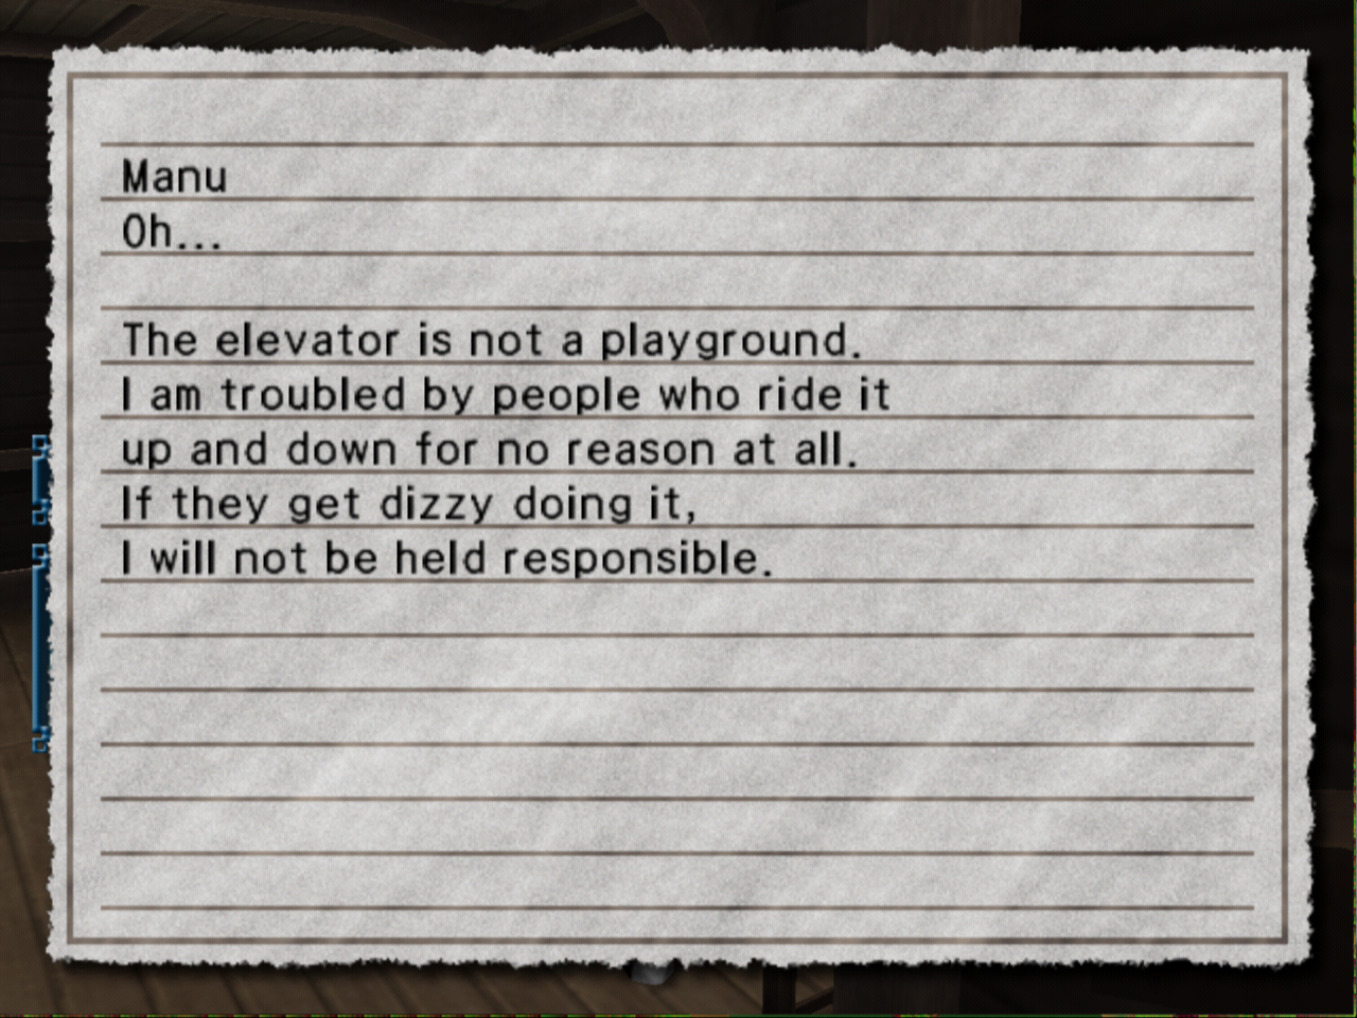 Manu
Oh...
The elevator is not a playground.
I am troubled by people who ride it
up and down for no reason at all.
If they get dizzy doing it,
I will not be held responsible.